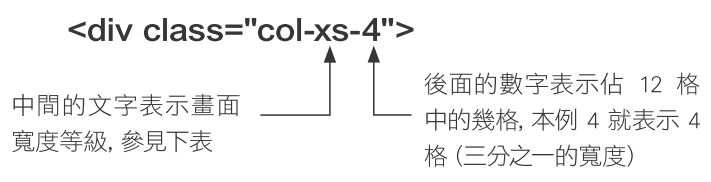 <div class="col-xs-4">
中間的文字表示畫面
寬度等級, 參見下表
後面的數字表示佔 12 格
中的幾格, 本例 4 就表示 4
格 (三分之一的寬度)